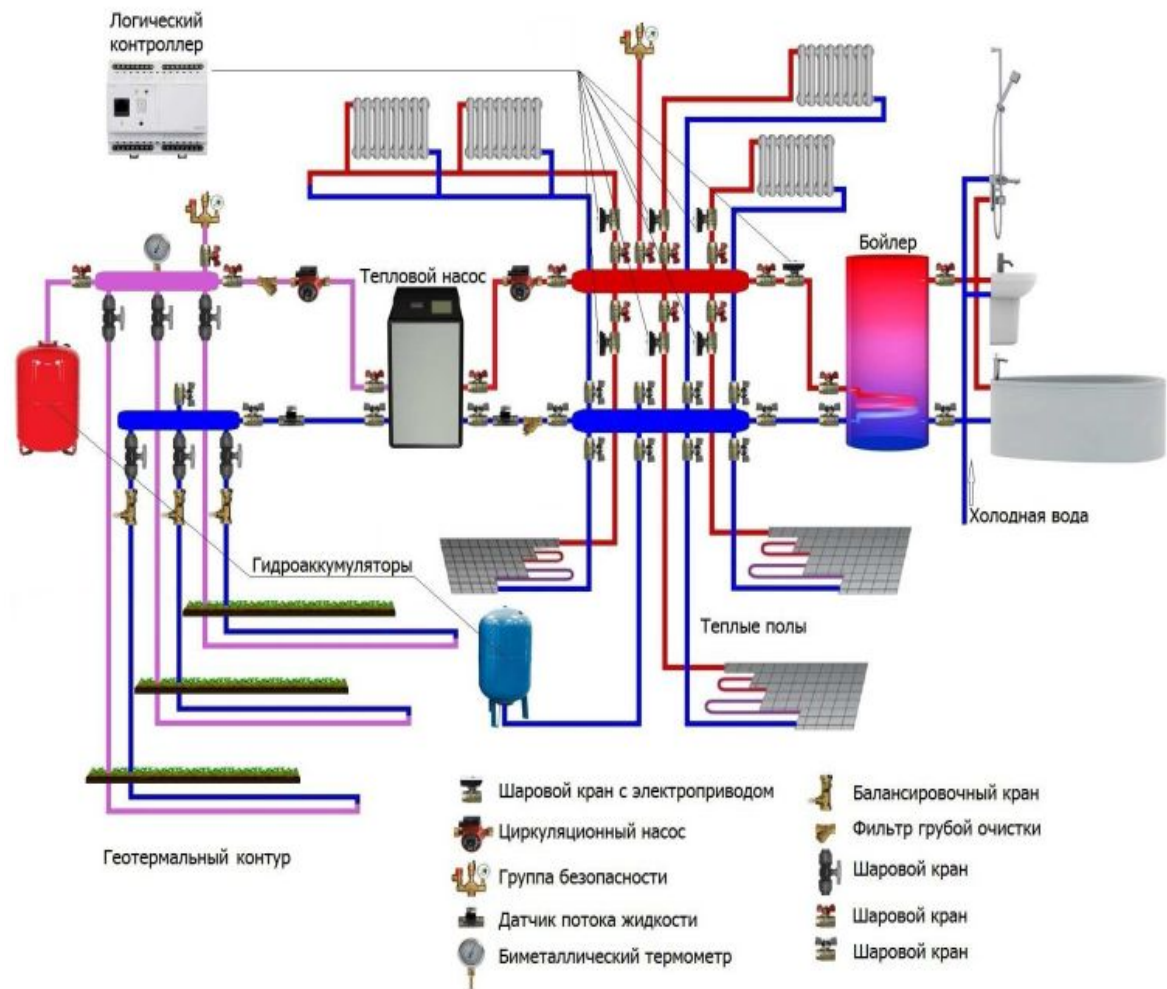 Логический
контроллер
Тепловой насос
Бойлер
Холодная вода
Гидроаккумуляторы
Теплые полы
Геотермальный контур
Шаровой кран с электроприводом
Циркуляционный насос
Группа безопасности
Датчик потока жидкости
Биметаллический термометр
Балансировочный кран
Фильтр грубой очистки
Шаровой кран
Шаровой кран
Шаровой кран